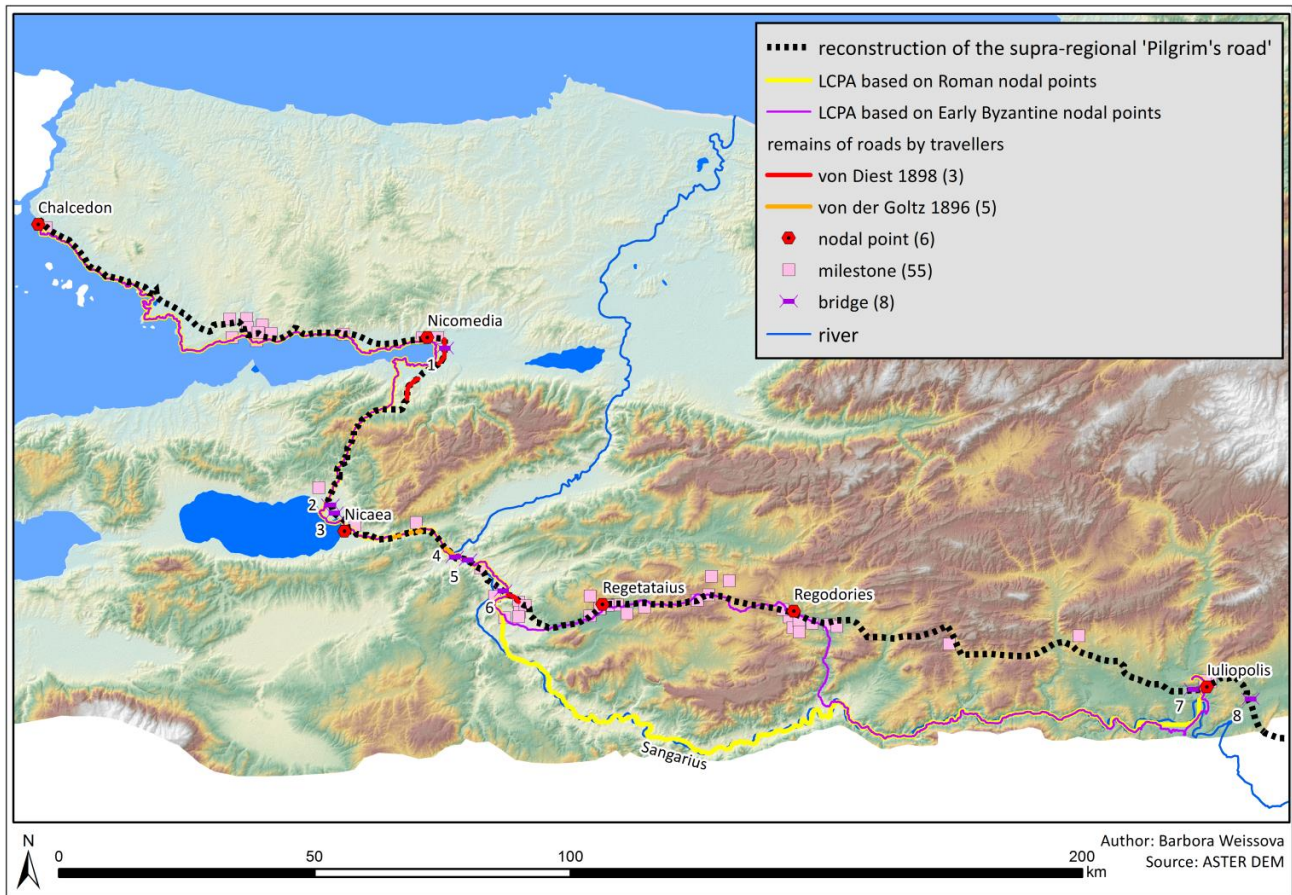 reconstruction of the supra-regional 'Pilgrim's road'
LCPA based on Roman nodal points
LCPA based on Early Byzantine nodal points
remains of roads by travellers
von Diest 1898 (3)
von der Goltz 1896 (5)
nodal point (6)
milestone (55)
bridge (8)
river
Chalcedon
Nicomedia
1
2
Nicaea
3
4
5
6
Regetataius
Regodories
Iuliopolis
7
8
Sangarius
N
0
50
100
200
km
Author: Barbora Weissova
Source: ASTER DEM